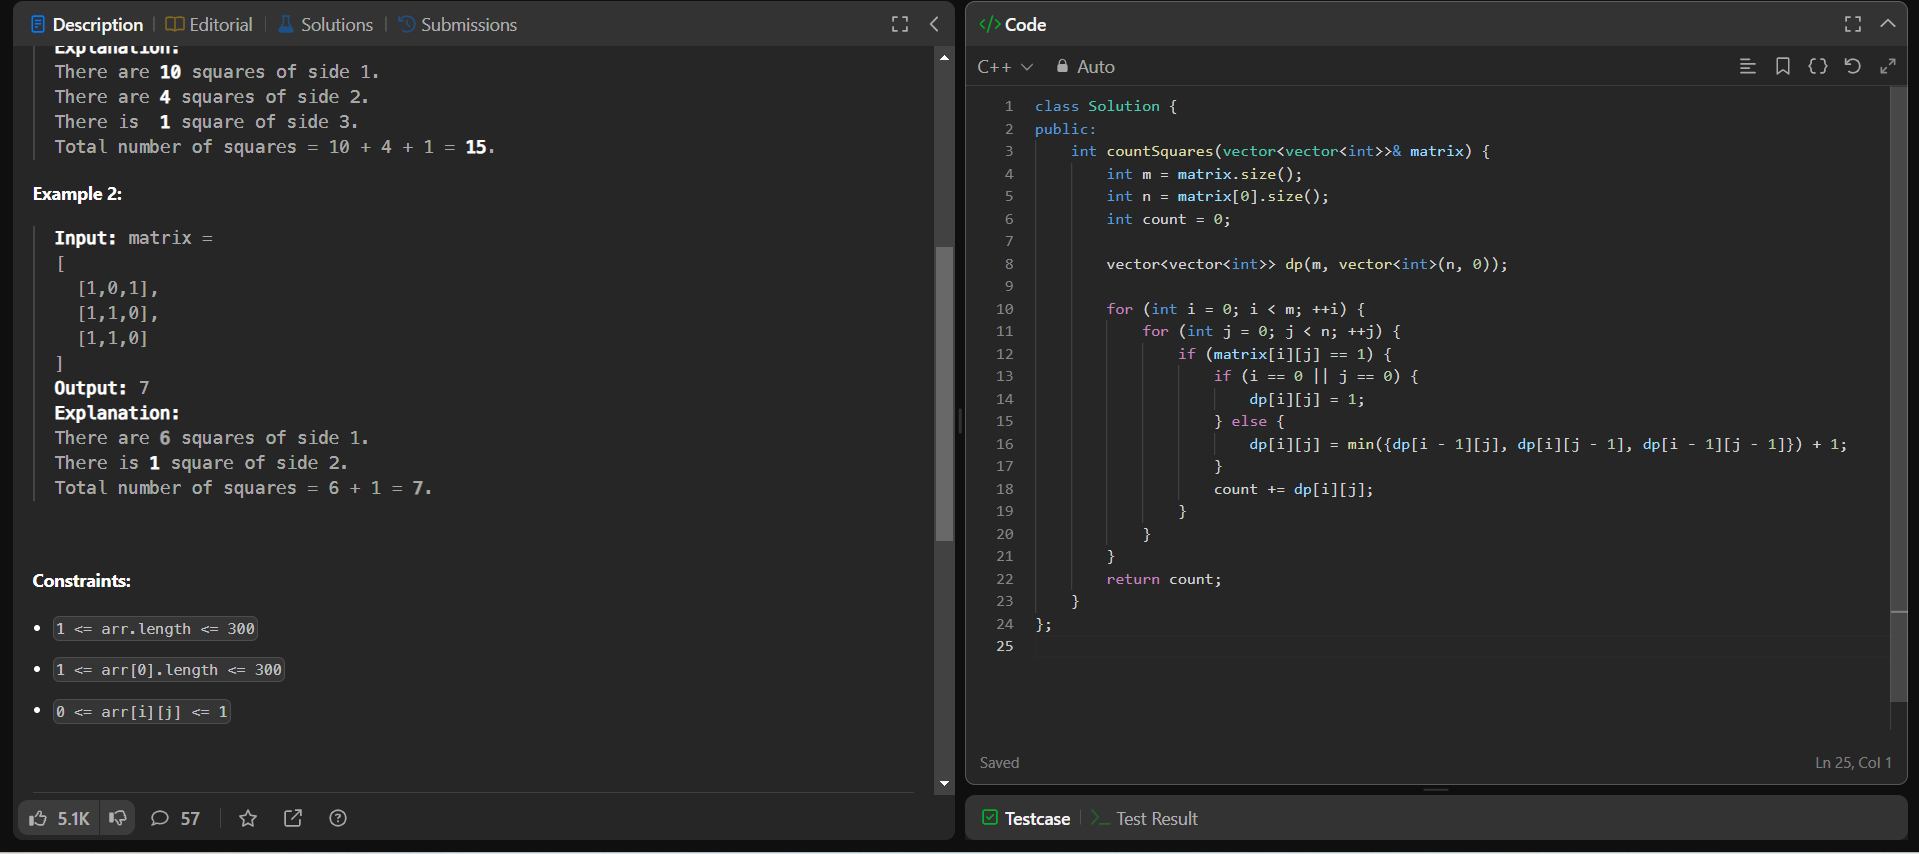 Description
Editorial
Solutions
Submissions
Explanation:
There are 10 squares of side 1.
There are 4 squares of side 2.
There is  1 square of side 3.
Total number of squares = 10 + 4 + 1 = 15.
Example 2:
Input: matrix =
[
  [1,0,1],
  [1,1,0],
  [1,1,0]
]
Output: 7
Explanation:
There are 6 squares of side 1.
There is 1 square of side 2.
Total number of squares = 6 + 1 = 7.
Constraints:
• 1 <= arr.length <= 300
• 1 <= arr[0].length <= 300
• 0 <= arr[i][j] <= 1
5.1K
57
</> Code
C++
Auto
1 class Solution {
2 public:
3     int countSquares(vector<vector<int>>& matrix) {
4         int m = matrix.size();
5         int n = matrix[0].size();
6         int count = 0;
7
8         vector<vector<int>> dp(m, vector<int>(n, 0));
9
10         for (int i = 0; i < m; ++i) {
11             for (int j = 0; j < n; ++j) {
12                 if (matrix[i][j] == 1) {
13                     if (i == 0 || j == 0) {
14                         dp[i][j] = 1;
15                     } else {
16                         dp[i][j] = min({dp[i - 1][j], dp[i][j - 1], dp[i - 1][j - 1]}) + 1;
17                     }
18                     count += dp[i][j];
19                 }
20             }
21         }
22         return count;
23     }
24 };
25
Saved
Ln 25, Col 1
Testcase
Test Result